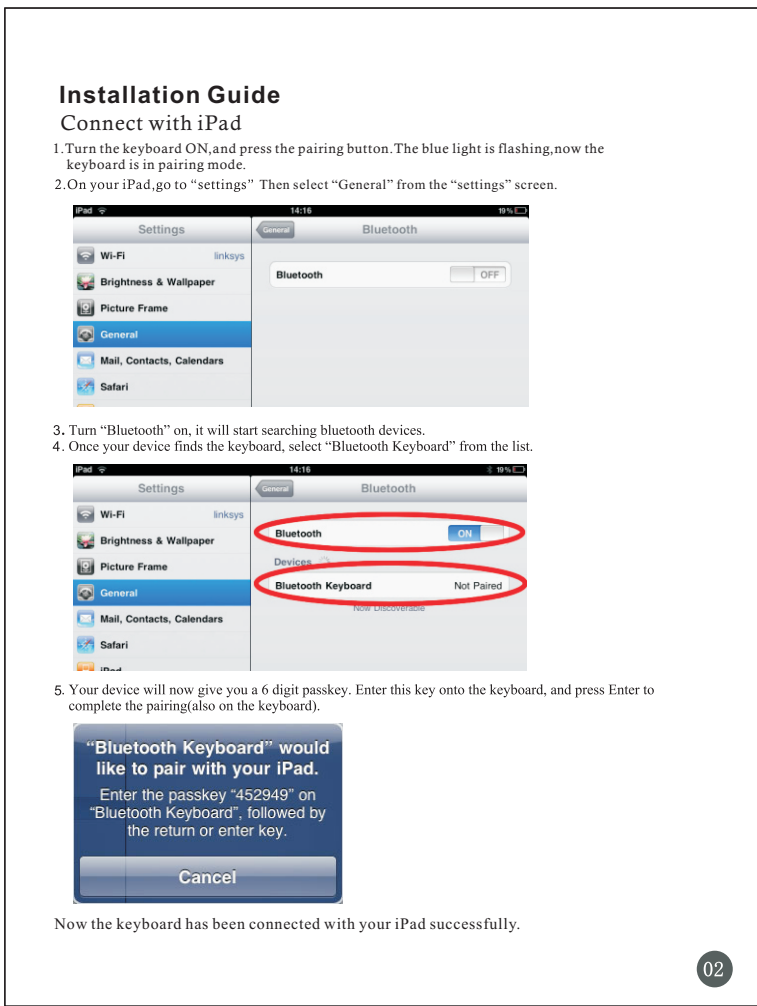 Installation Guide
Connect with iPad
1.Turn the keyboard ON,and press the pairing button.The blue light is flashing,now the
keyboard is in pairing mode.
2.On your iPad,go to “settings” Then select “General” from the “settings” screen.
iPad 14:16 19%
Settings General Bluetooth
Wi-Fi linksys
Brightness & Wallpaper
Bluetooth OFF
Picture Frame
General
Mail, Contacts, Calendars
Safari
3. Turn “Bluetooth” on, it will start searching bluetooth devices.
4. Once your device finds the keyboard, select “Bluetooth Keyboard” from the list.
iPad 14:16 19%
Settings General Bluetooth
Wi-Fi linksys
Bluetooth ON
Brightness & Wallpaper
Devices
Picture Frame
Bluetooth Keyboard Not Paired
General
Now Discoverable
Mail, Contacts, Calendars
Safari
iPod
5. Your device will now give you a 6 digit passkey. Enter this key onto the keyboard, and press Enter to
complete the pairing(also on the keyboard).
“Bluetooth Keyboard” would
like to pair with your iPad.
Enter the passkey “452949” on
“Bluetooth Keyboard”, followed by
the return or enter key.
Cancel
Now the keyboard has been connected with your iPad successfully.
02